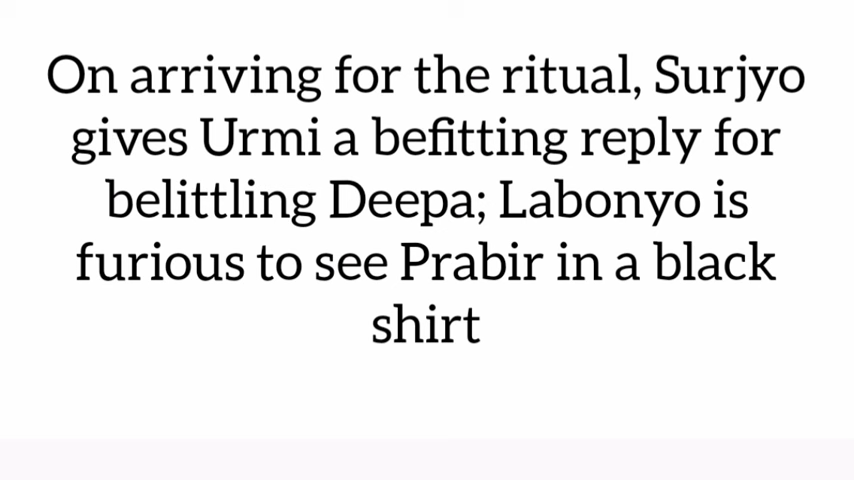 On arriving for the ritual, Surjyo
gives Urmi a befitting reply for
belittling Deepa; Labonyo is
furious to see Prabir in a black
shirt